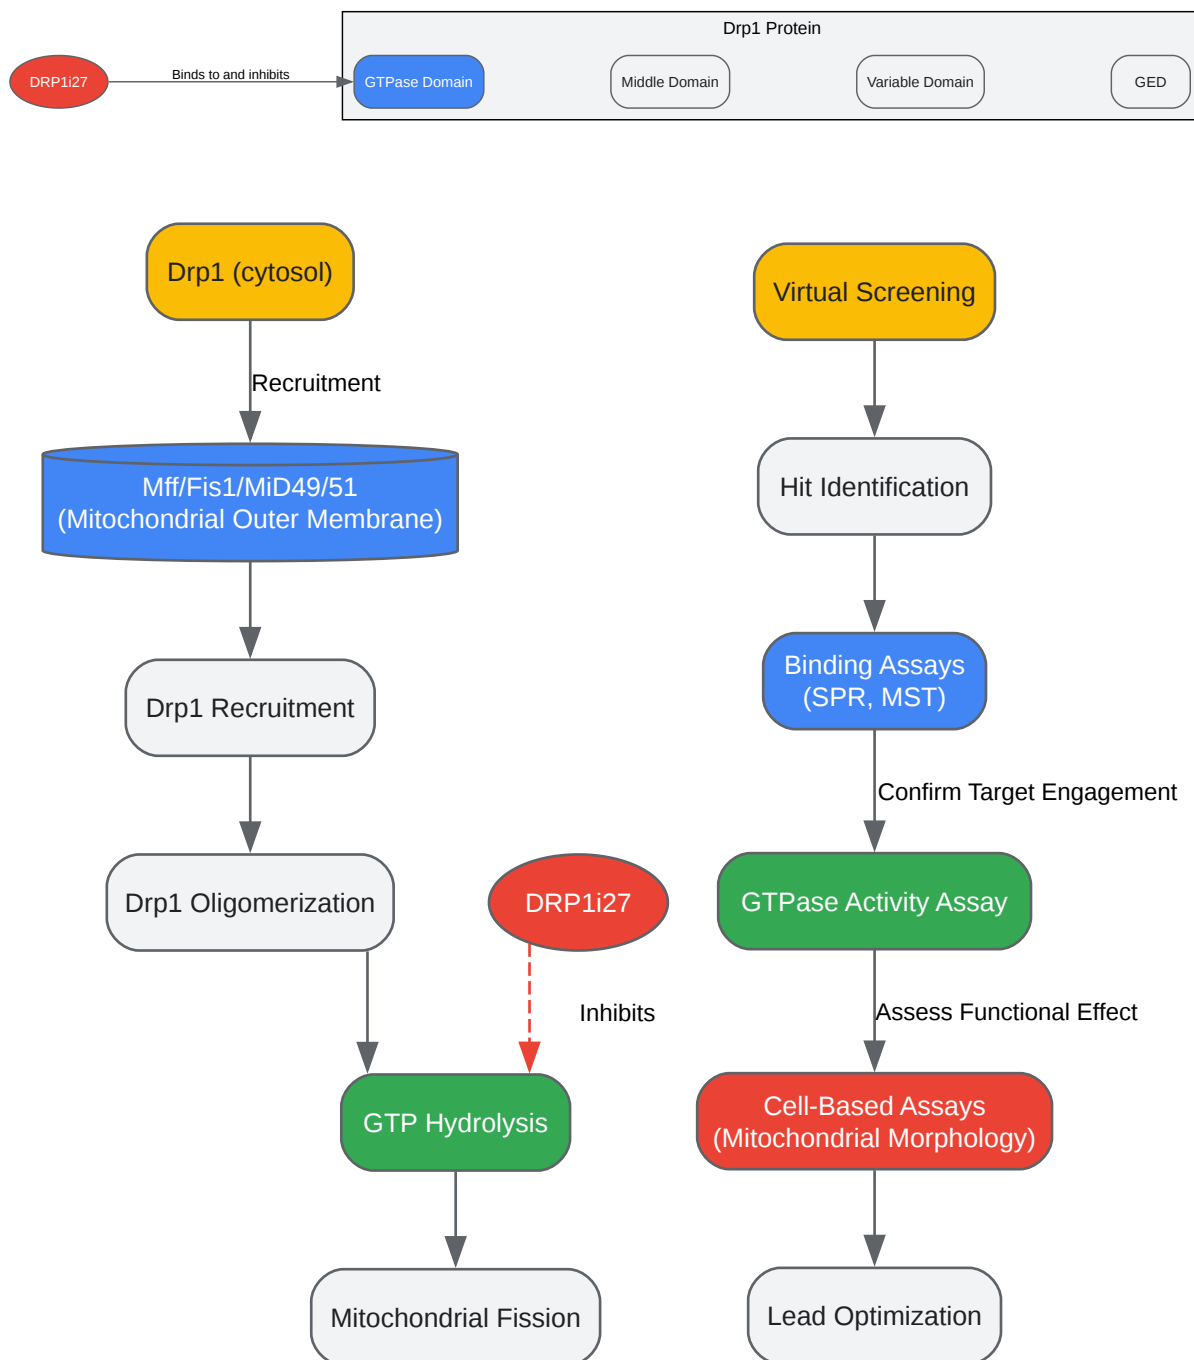 Drp1 Protein
DRP1i27
Binds to and inhibits
GTPase Domain
Middle Domain
Variable Domain
GED
Drp1 (cytosol)
Recruitment
Mff/Fis1/MiD49/51
(Mitochondrial Outer Membrane)
Drp1 Recruitment
Drp1 Oligomerization
DRP1i27
Inhibits
GTP Hydrolysis
Mitochondrial Fission
Virtual Screening
Hit Identification
Binding Assays
(SPR, MST)
Confirm Target Engagement
GTPase Activity Assay
Assess Functional Effect
Cell-Based Assays
(Mitochondrial Morphology)
Lead Optimization